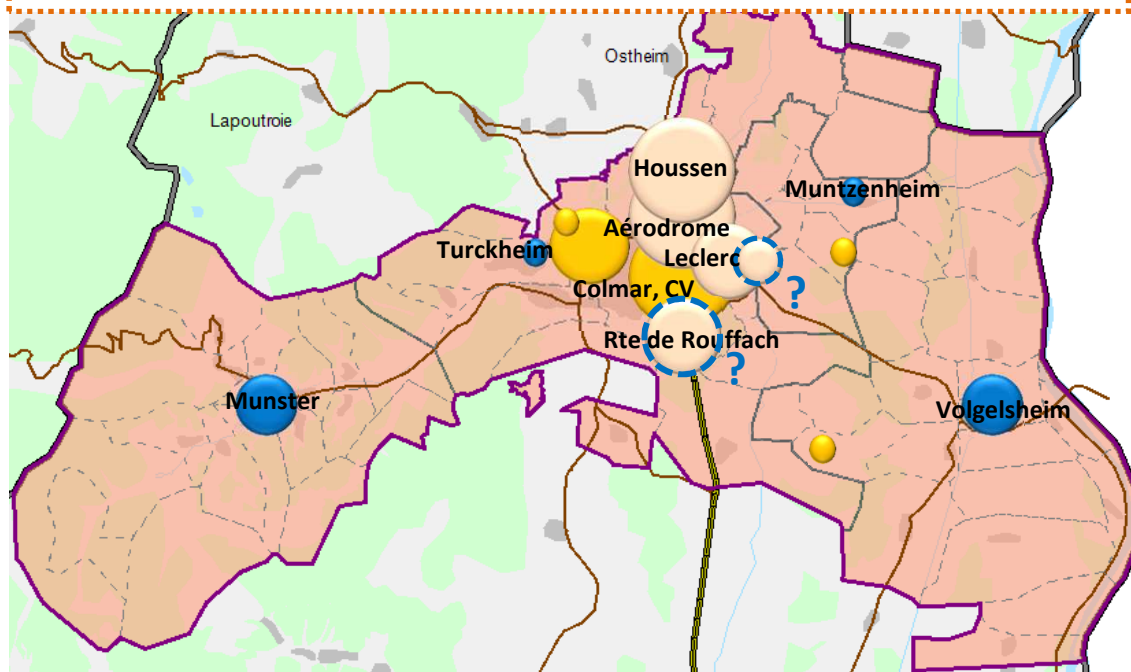 Ostheim
Lapoutroie
Houssen
Muntzenheim
Aérodrome
Turckheim
Leclerc
Colmar, CV
?
Rte de Rouffach
?
Munster
Volgelsheim